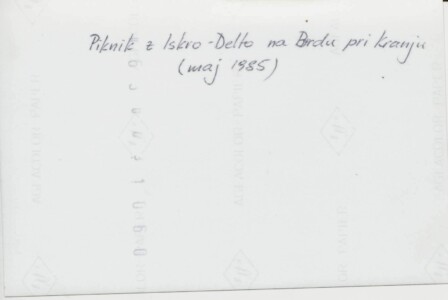 Piknik z Iskro-Delto na Brdu pri Kranju
(maj 1985)